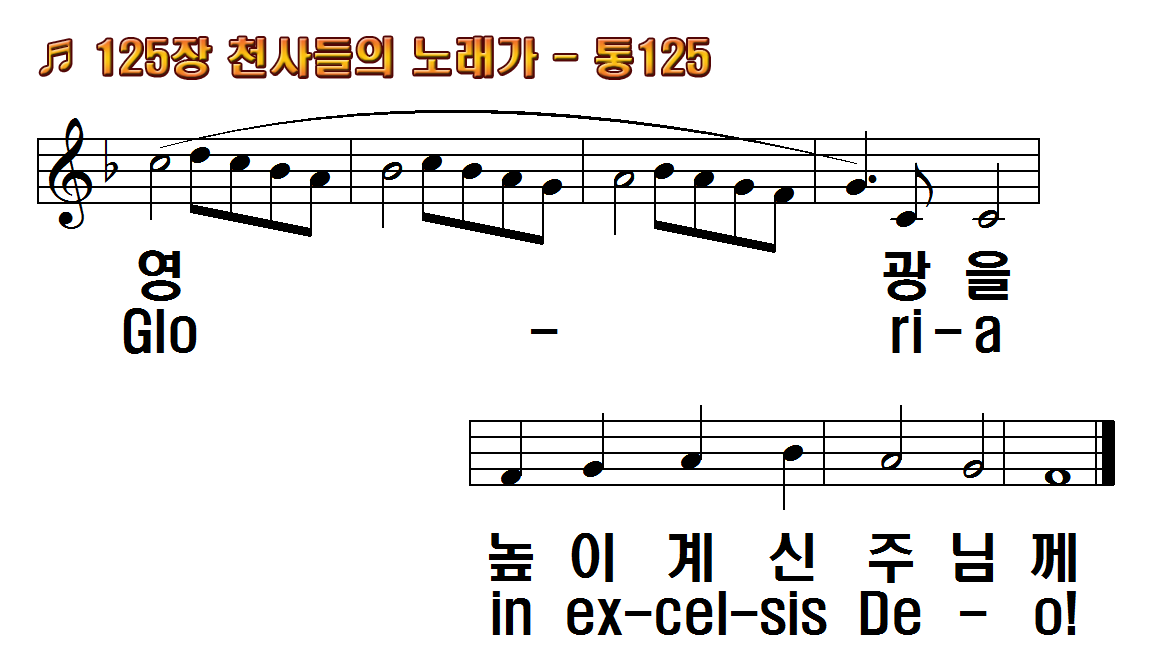 ♬ 125장 천사들의 노래가 - 통125
영 광 을
Glo - ri - a
높 이 계 신 주 님 께
in ex-cel-sis De - o!